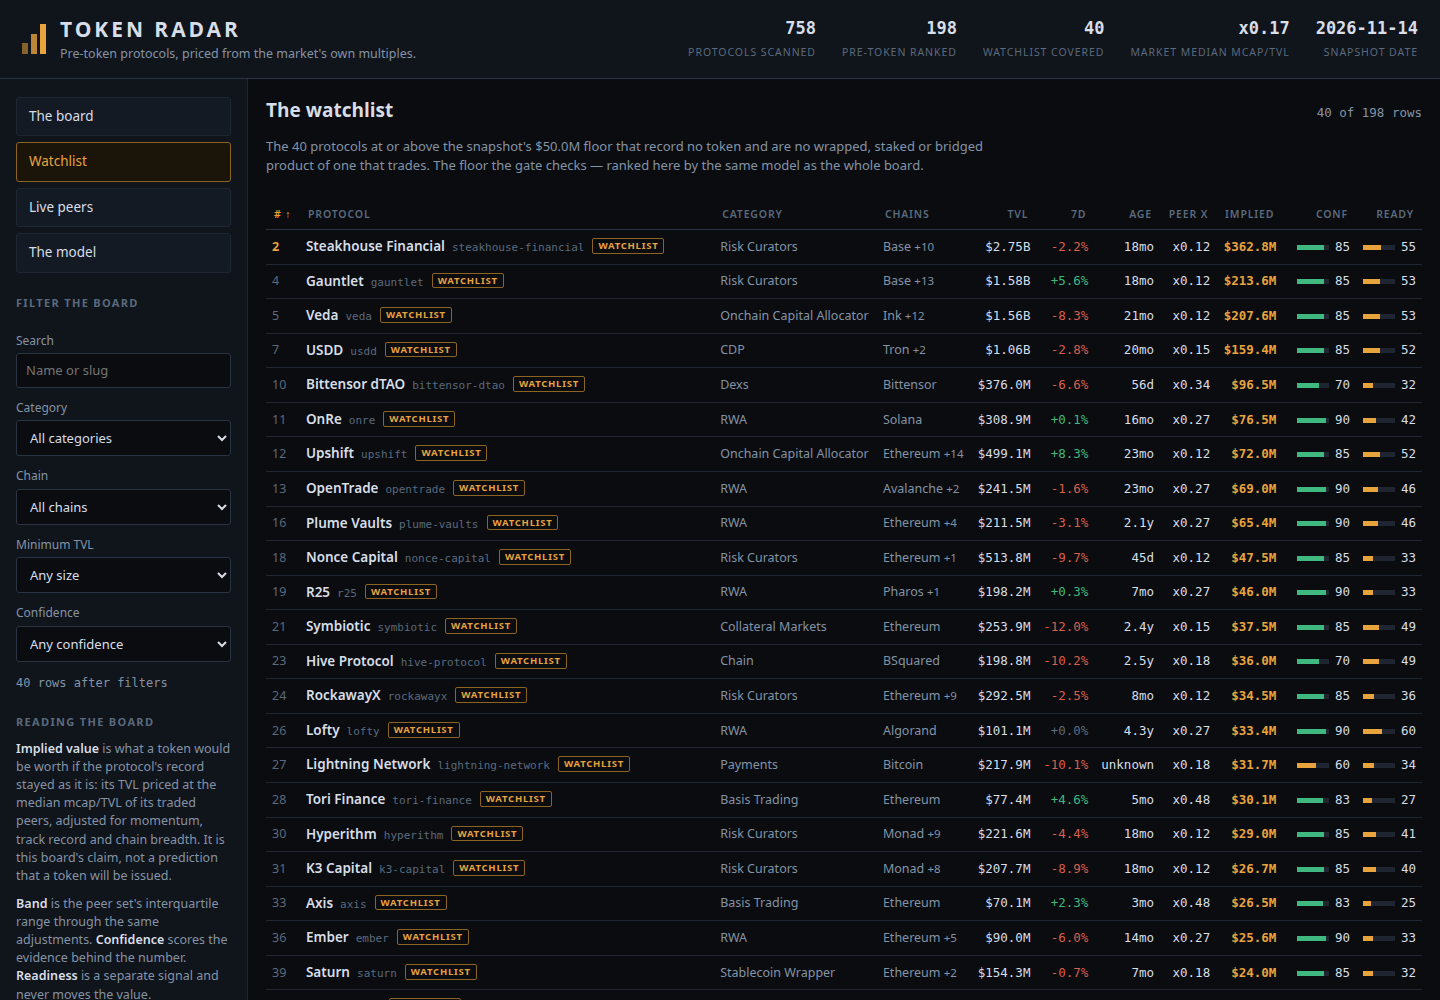 TOKEN RADAR
Pre-token protocols, priced from the market's own multiples.
758
PROTOCOLS SCANNED
198
PRE-TOKEN RANKED
40
WATCHLIST COVERED
x0.17
MARKET MEDIAN MCAP/TVL
2026-11-14
SNAPSHOT DATE
The board
Watchlist
Live peers
The model
FILTER THE BOARD
Search
Name or slug
Category
All categories
Chain
All chains
Minimum TVL
Any size
Confidence
Any confidence
40 rows after filters
READING THE BOARD
Implied value is what a token would
be worth if the protocol's record
stayed as it is: its TVL priced at the
median mcap/TVL of its traded
peers, adjusted for momentum,
track record and chain breadth. It is
this board's claim, not a prediction
that a token will be issued.
Band is the peer set's interquartile
range through the same
adjustments. Confidence scores the
evidence behind the number.
Readiness is a separate signal and
never moves the value.
The watchlist
40 of 198 rows
The 40 protocols at or above the snapshot's $50.0M floor that record no token and are no wrapped, staked or bridged
product of one that trades. The floor the gate checks — ranked here by the same model as the whole board.
# ↑ PROTOCOL CATEGORY CHAINS TVL 7D AGE PEER X IMPLIED CONF READY
2 Steakhouse Financial steakhouse-financial WATCHLIST Risk Curators Base +10 $2.75B -2.2% 18mo x0.12 $362.8M 85 55
4 Gauntlet gauntlet WATCHLIST Risk Curators Base +13 $1.58B +5.6% 18mo x0.12 $213.6M 85 53
5 Veda veda WATCHLIST Onchain Capital Allocator Ink +12 $1.56B -8.3% 21mo x0.12 $207.6M 85 53
7 USDD usdd WATCHLIST CDP Tron +2 $1.06B -2.8% 20mo x0.15 $159.4M 85 52
10 Bittensor dTAO bittensor-dtao WATCHLIST Dexs Bittensor $376.0M -6.6% 56d x0.34 $96.5M 70 32
11 OnRe onre WATCHLIST RWA Solana $308.9M +0.1% 16mo x0.27 $76.5M 90 42
12 Upshift upshift WATCHLIST Onchain Capital Allocator Ethereum +14 $499.1M +8.3% 23mo x0.12 $72.0M 85 52
13 OpenTrade opentrade WATCHLIST RWA Avalanche +2 $241.5M -1.6% 23mo x0.27 $69.0M 90 46
16 Plume Vaults plume-vaults WATCHLIST RWA Ethereum +4 $211.5M -3.1% 2.1y x0.27 $65.4M 90 46
18 Nonce Capital nonce-capital WATCHLIST Risk Curators Ethereum +1 $513.8M -9.7% 45d x0.12 $47.5M 85 33
19 R25 r25 WATCHLIST RWA Pharos +1 $198.2M +0.3% 7mo x0.27 $46.0M 90 33
21 Symbiotic symbiotic WATCHLIST Collateral Markets Ethereum $253.9M -12.0% 2.4y x0.15 $37.5M 85 49
23 Hive Protocol hive-protocol WATCHLIST Chain BSquared $198.8M -10.2% 2.5y x0.18 $36.0M 70 49
24 RockawayX rockawayx WATCHLIST Risk Curators Ethereum +9 $292.5M -2.5% 8mo x0.12 $34.5M 85 36
26 Lofty lofty WATCHLIST RWA Algorand $101.1M +0.0% 4.3y x0.27 $33.4M 90 60
27 Lightning Network lightning-network WATCHLIST Payments Bitcoin $217.9M -10.1% unknown x0.18 $31.7M 60 34
28 Tori Finance tori-finance WATCHLIST Basis Trading Ethereum $77.4M +4.6% 5mo x0.48 $30.1M 83 27
30 Hyperithm hyperithm WATCHLIST Risk Curators Monad +9 $221.6M -4.4% 18mo x0.12 $29.0M 85 41
31 K3 Capital k3-capital WATCHLIST Risk Curators Monad +8 $207.7M -8.9% 18mo x0.12 $26.7M 85 40
33 Axis axis WATCHLIST Basis Trading Ethereum $70.1M +2.3% 3mo x0.48 $26.5M 83 25
36 Ember ember WATCHLIST RWA Ethereum +5 $90.0M -6.0% 14mo x0.27 $25.6M 90 33
39 Saturn saturn WATCHLIST Stablecoin Wrapper Ethereum +2 $154.3M -0.7% 7mo x0.18 $24.0M 85 32